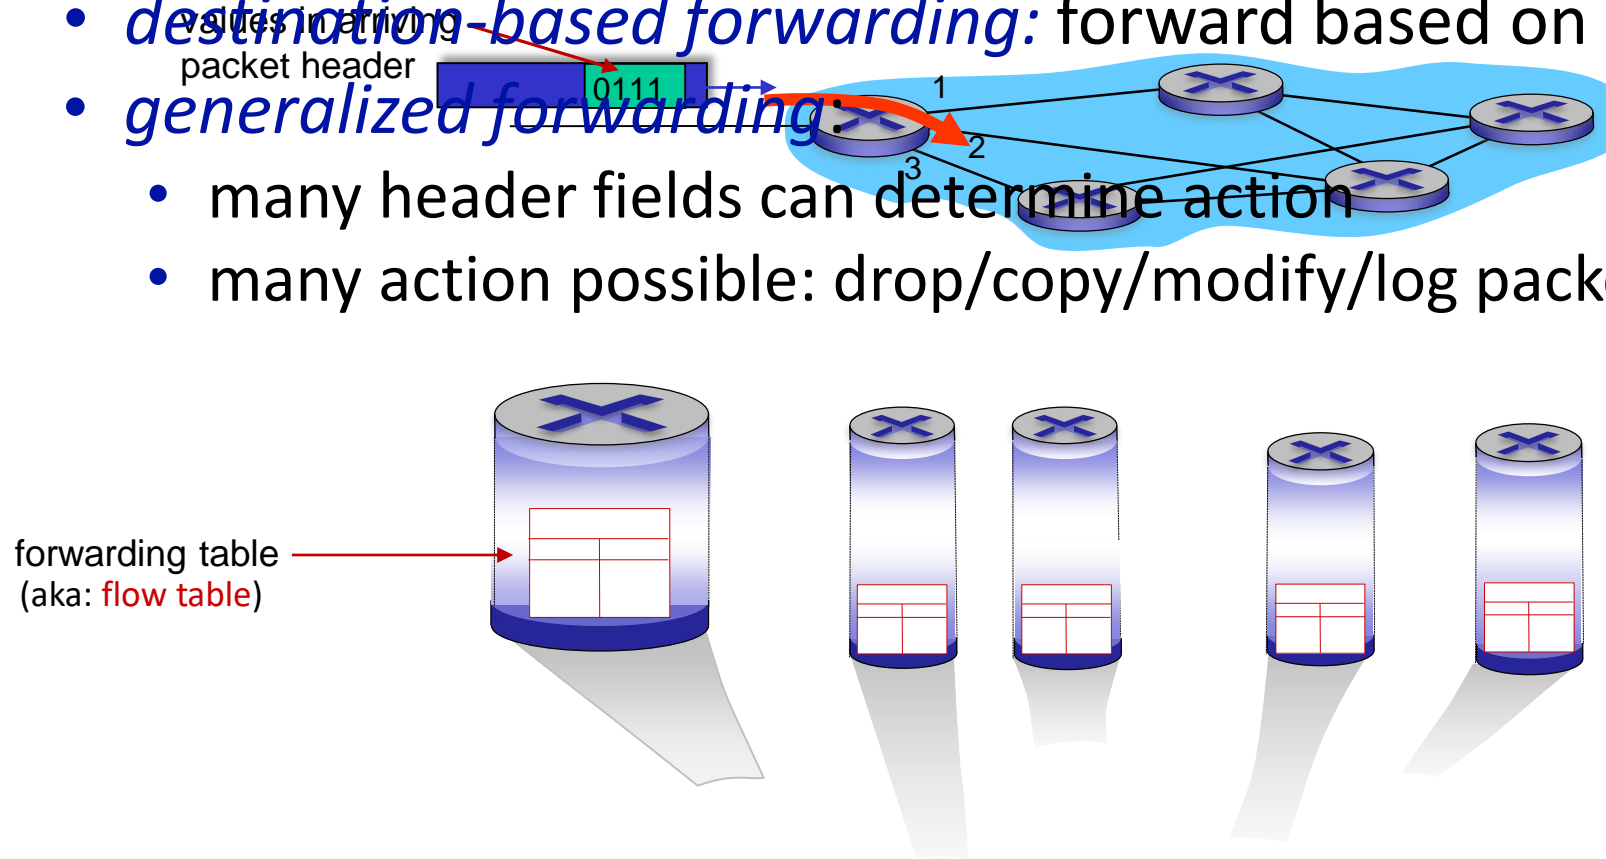 • destination-based forwarding: forward based on
values in arriving
packet header
0111
1
• generalized forwarding:
2
3
• many header fields can determine action
• many action possible: drop/copy/modify/log pack
forwarding table
(aka: flow table)